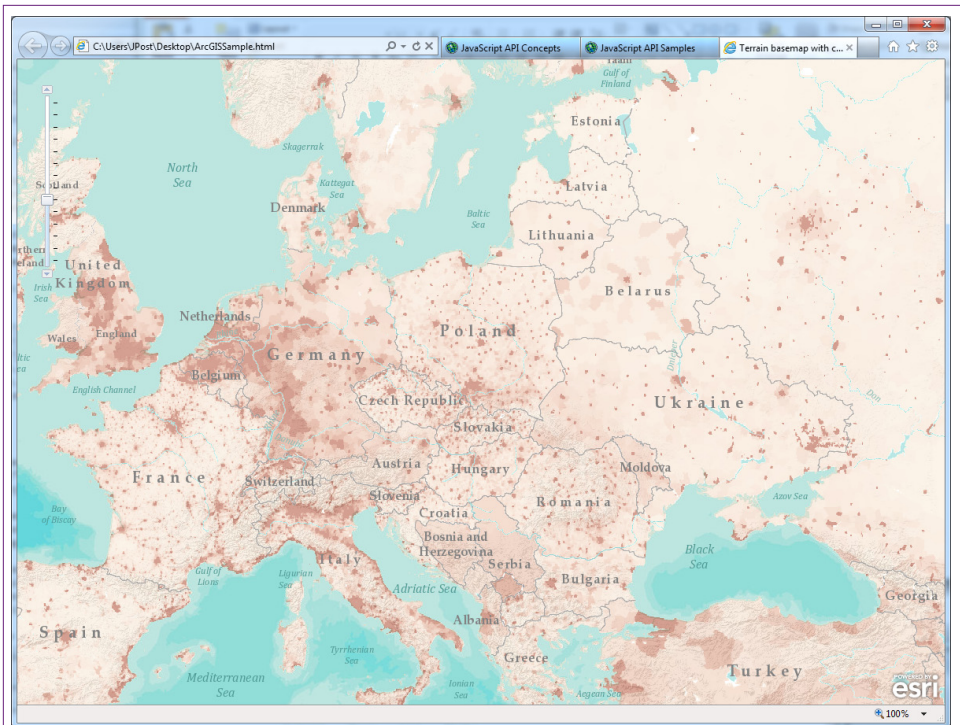 C:\Users\JPost\Desktop\ArcGISSample.html
JavaScript API Concepts
JavaScript API Samples
Terrain basemap with c...
Gulf of
Finland
Estonia
Skagerrak
North
Sea
Scotland
Kattegat
Sea
Latvia
Denmark
Baltic
Sea
Lithuania
United
Kingdom
Irish
Sea
Belarus
Netherlands
Poland
Wales
England
Germany
Dnieper
Belgium
English Channel
Don
Czech Republic
Ukraine
Slovakia
Austria
Hungary
Moldova
France
Switzerland
Slovenia
Romania
Azov Sea
Croatia
Bay
of Biscay
Bosnia and
Herzegovina
Black
Sea
Italy
Serbia
Gulf of
Lions
Ligurian
Sea
Bulgaria
Adriatic Sea
Georgia
Albania
Spain
Tyrrhenian
Sea
Greece
Turkey
Mediterranean
Sea
Ionian
Sea
Aegean Sea
POWERED BY
esri
100%